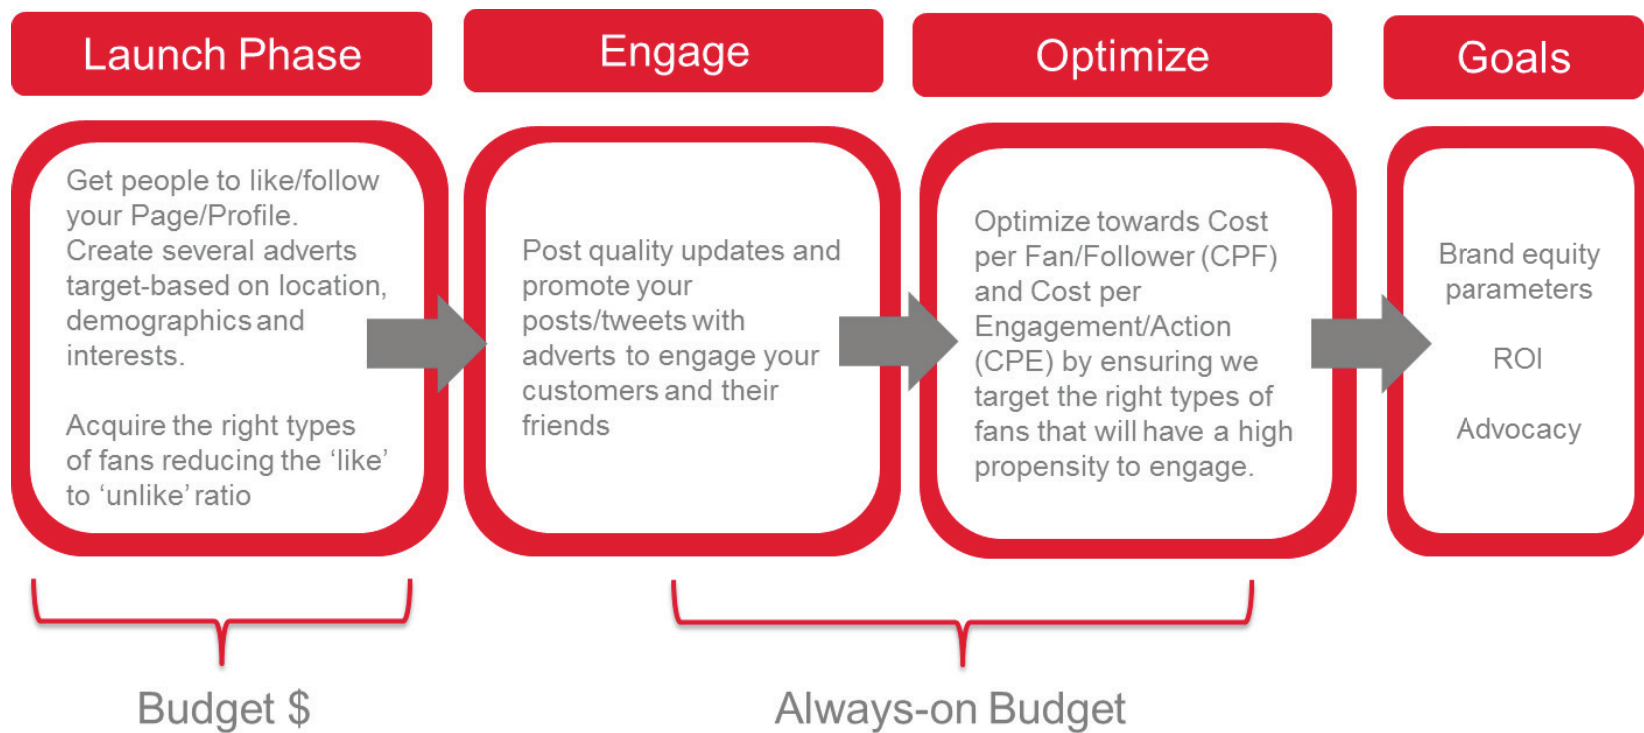 Launch Phase
Engage
Optimize
Goals
Get people to like/follow
your Page/Profile.
Create several adverts
target-based on location,
demographics and
interests.
Acquire the right types
of fans reducing the ‘like’
to ‘unlike’ ratio
Post quality updates and
promote your
posts/tweets with
adverts to engage your
customers and their
friends
Optimize towards Cost
per Fan/Follower (CPF)
and Cost per
Engagement/Action
(CPE) by ensuring we
target the right types of
fans that will have a high
propensity to engage.
Brand equity
parameters
ROI
Advocacy
Budget $
Always-on Budget